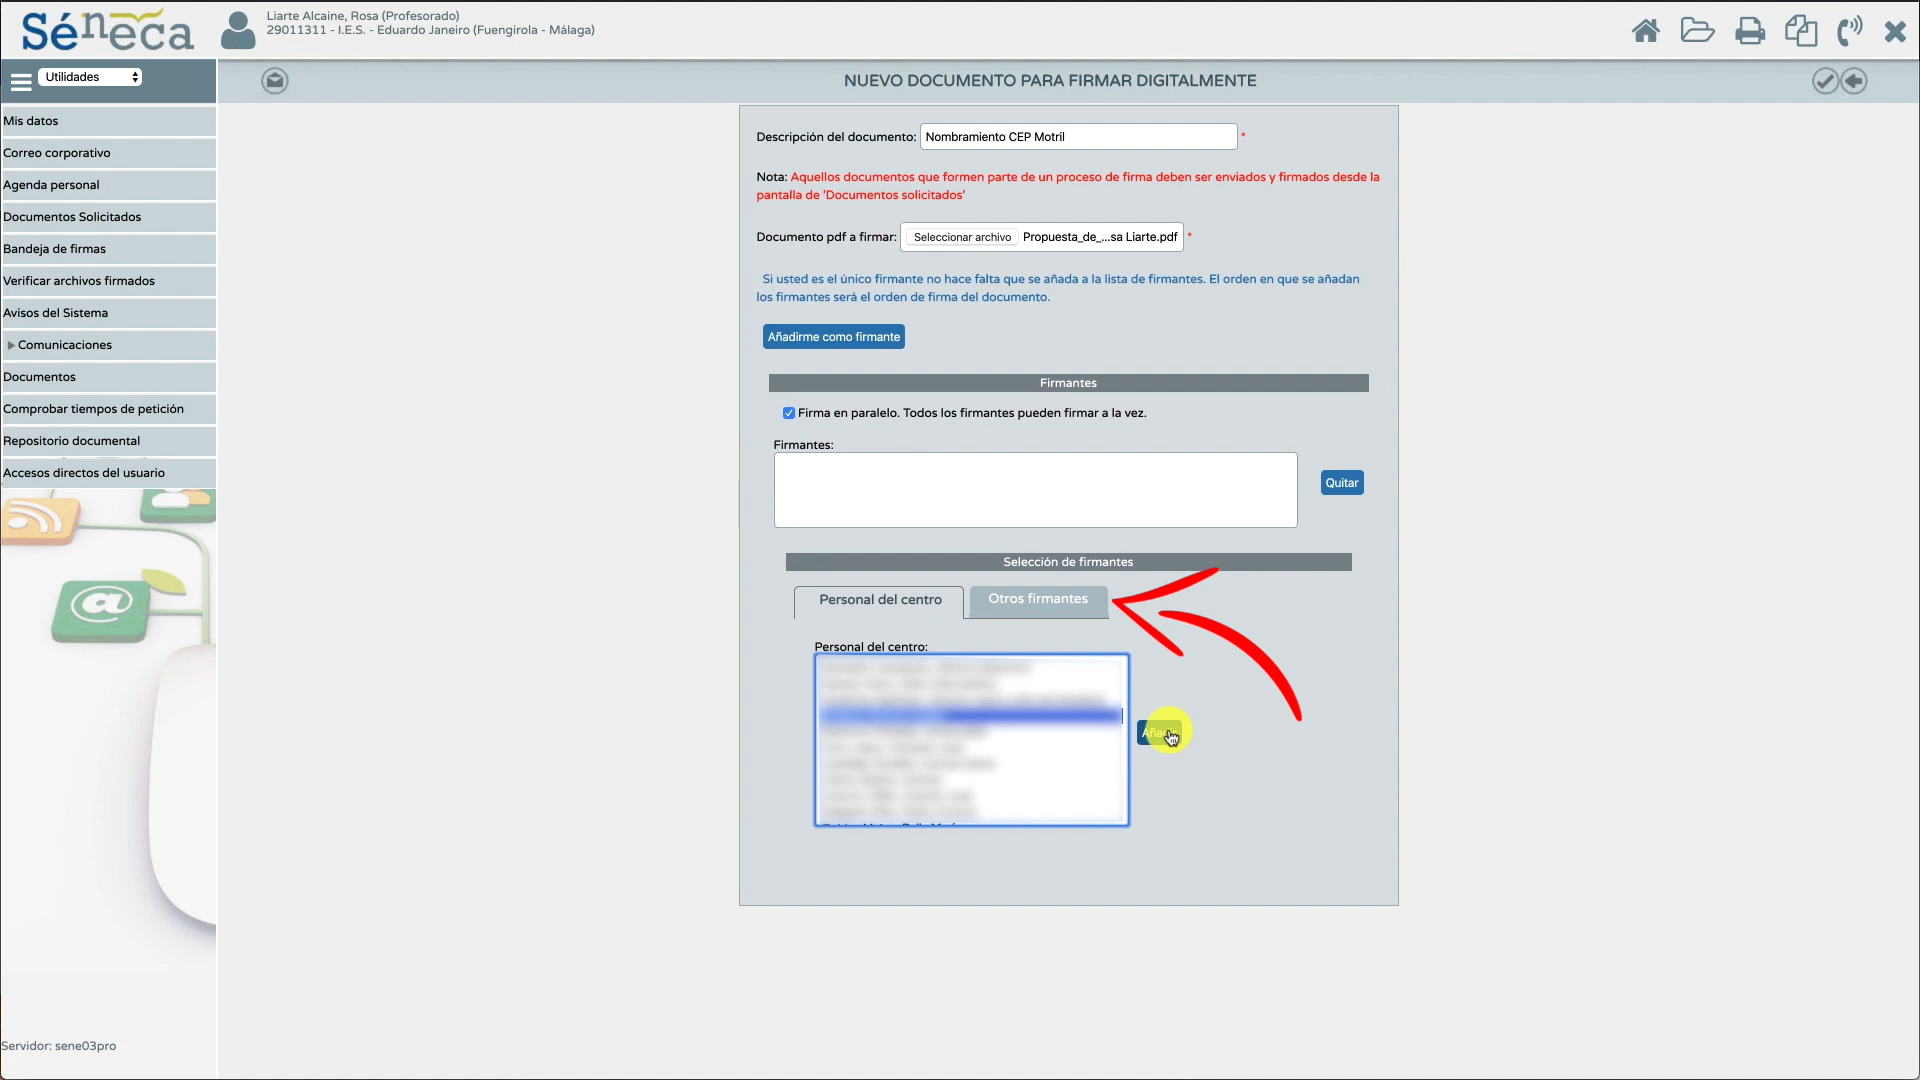 Séneca
Liarte Alcaine, Rosa (Profesorado)
29011311 - I.E.S. - Eduardo Janeiro (Fuengirola - Málaga)
Utilidades
NUEVO DOCUMENTO PARA FIRMAR DIGITALMENTE
Mis datos
Correo corporativo
Agenda personal
Documentos Solicitados
Bandeja de firmas
Verificar archivos firmados
Avisos del Sistema
Comunicaciones
Documentos
Comprobar tiempos de petición
Repositorio documental
Accesos directos del usuario
Servidor: sene03pro
Descripción del documento: Nombramiento CEP Motril *
Nota: Aquellos documentos que formen parte de un proceso de firma deben ser enviados y firmados desde la
pantalla de 'Documentos solicitados'
Documento pdf a firmar: Seleccionar archivo Propuesta_de_...sa Liarte.pdf *
Si usted es el único firmante no hace falta que se añada a la lista de firmantes. El orden en que se añadan
los firmantes será el orden de firma del documento.
Añadirme como firmante
Firmantes
Firma en paralelo. Todos los firmantes pueden firmar a la vez.
Firmantes:
Quitar
Selección de firmantes
Personal del centro
Otros firmantes
Personal del centro: